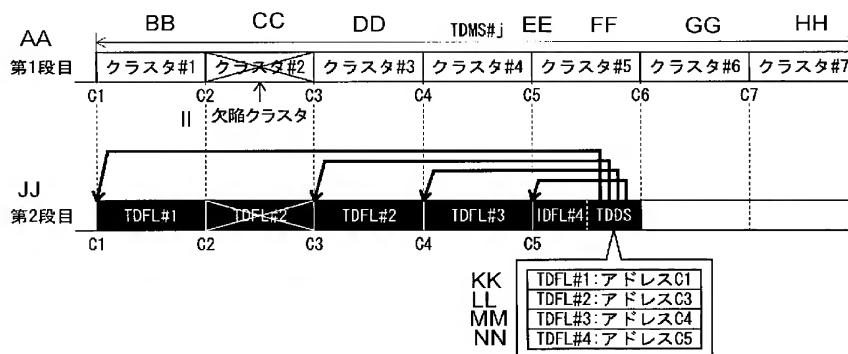 BB CC DD EE FF GG HH
TDMS#j
AA
第1段目 クラスタ#1 クラスタ#2 クラスタ#3 クラスタ#4 クラスタ#5 クラスタ#6 クラスタ#7
C1 C2 C3 C4 C5 C6 C7
II 欠陥クラスタ
JJ
第2段目 TDFL#1 TDFL#2 TDFL#2 TDFL#3 TDFL#4 TDDS
C1 C2 C3 C4 C5 C6
KK TDFL#1:アドレスC1
LL TDFL#2:アドレスC3
MM TDFL#3:アドレスC4
NN TDFL#4:アドレスC5